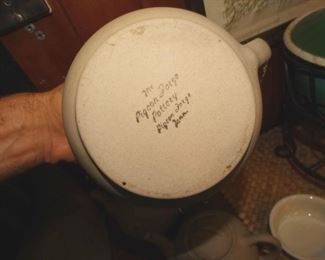 The
Pigeon Forge
Pottery
Pigeon Forge
Tenn.